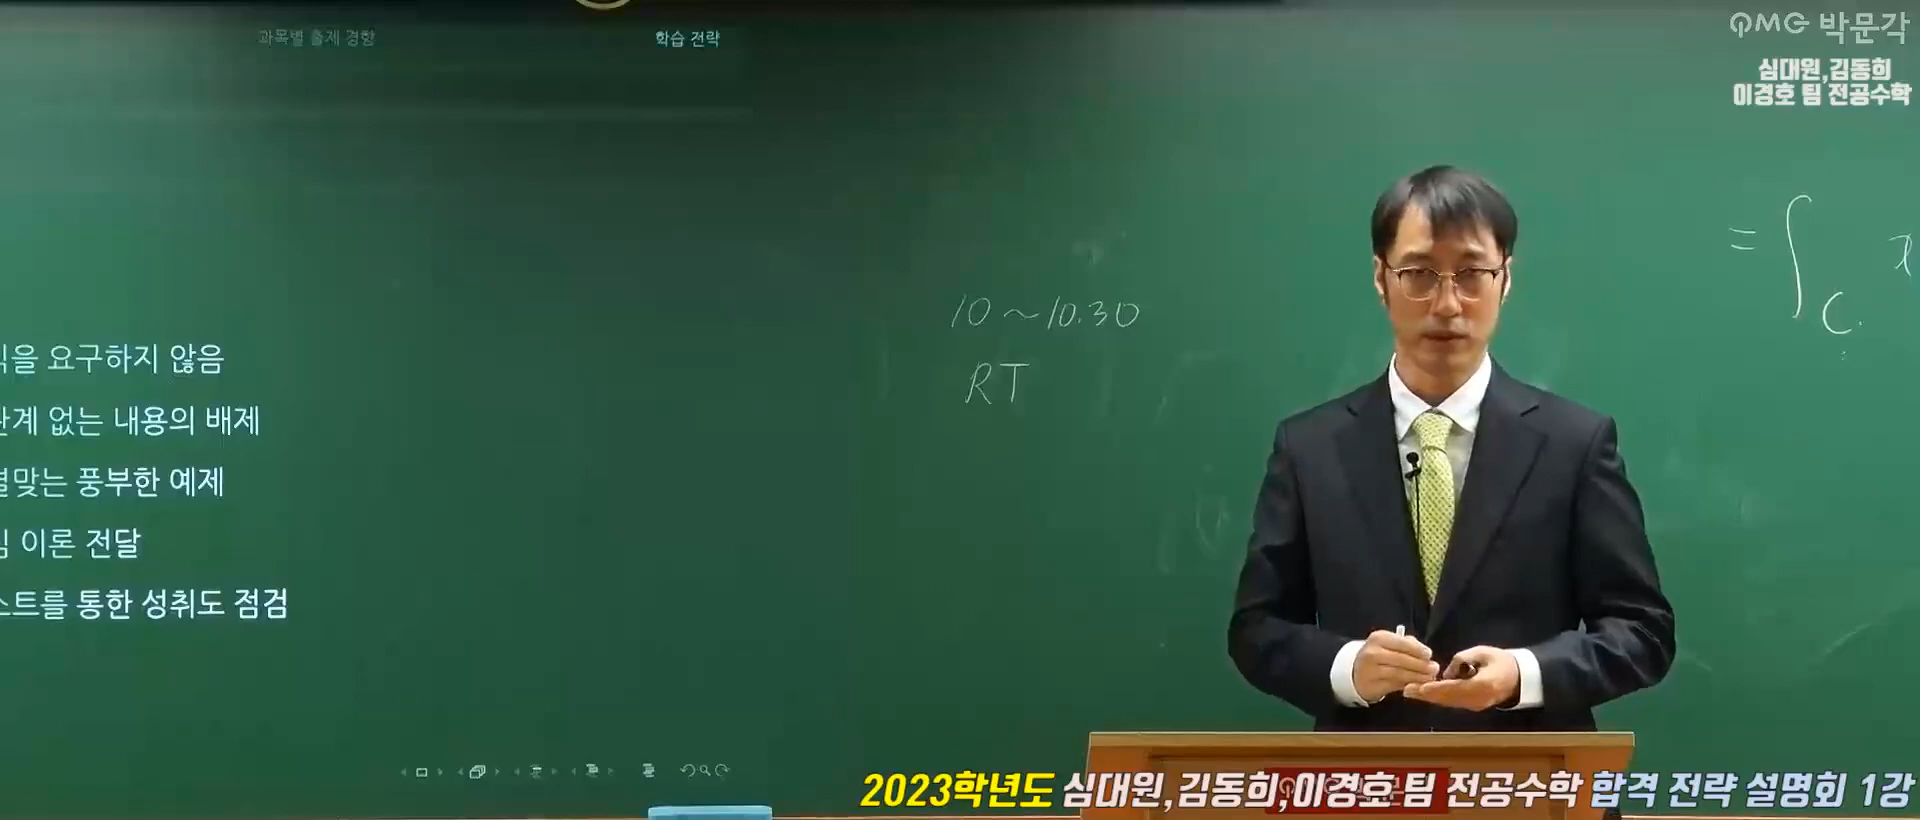 과목별 출제 경향
학습 전략
PMG 박문각
심대원,김동희
이경호 팀 전공수학
= ∫
C
10 ~ 10.30
RT
을 요구하지 않음
계 없는 내용의 배제
맞는 풍부한 예제
이론 전달
스트를 통한 성취도 점검
2023학년도 심대원,김동희,이경호 팀 전공수학 합격 전략 설명회 1강